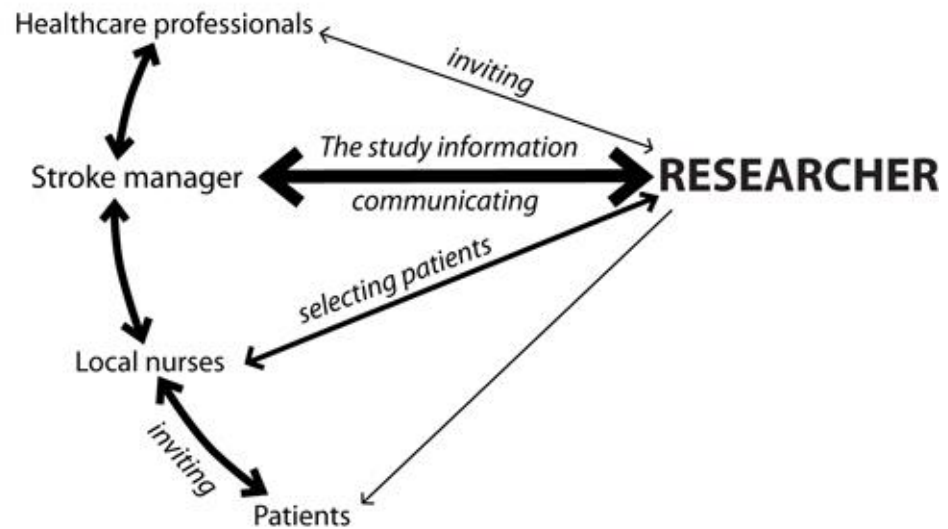 Healthcare professionals
inviting
The study information
Stroke manager
RESEARCHER
communicating
selecting patients
Local nurses
inviting
Patients